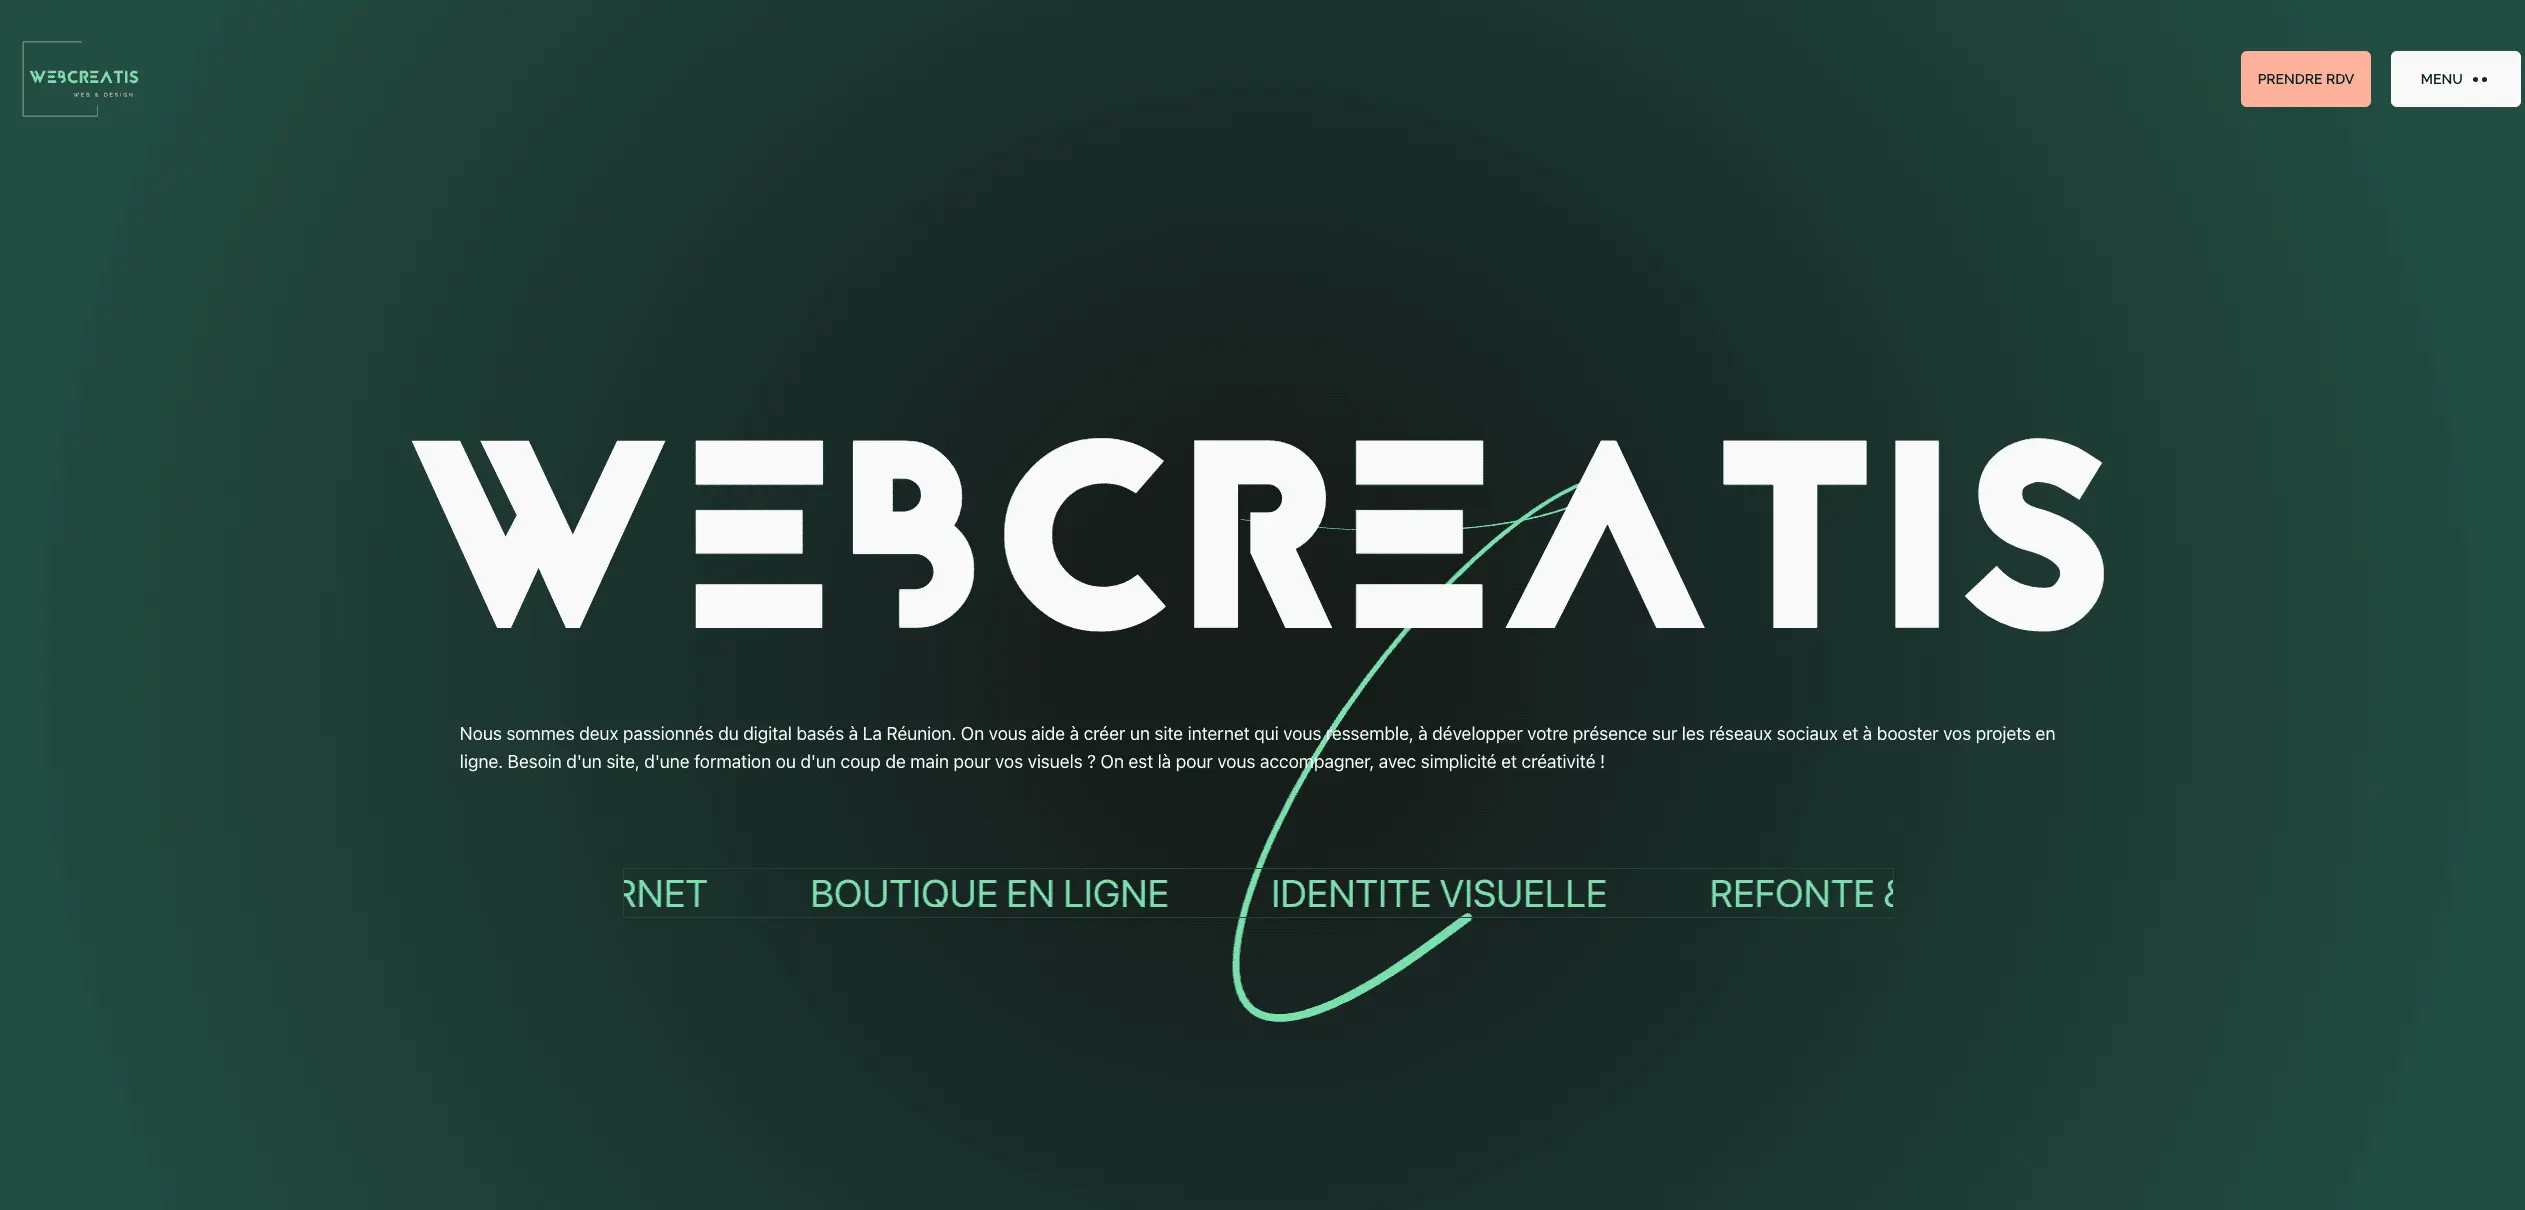 WEBCREATIS
WEB & DESIGN
PRENDRE RDV
MENU
WEBCREATIS
Nous sommes deux passionnés du digital basés à La Réunion. On vous aide à créer un site internet qui vous ressemble, à développer votre présence sur les réseaux sociaux et à booster vos projets en
ligne. Besoin d'un site, d'une formation ou d'un coup de main pour vos visuels ? On est là pour vous accompagner, avec simplicité et créativité !
RNET BOUTIQUE EN LIGNE IDENTITE VISUELLE REFONTE &